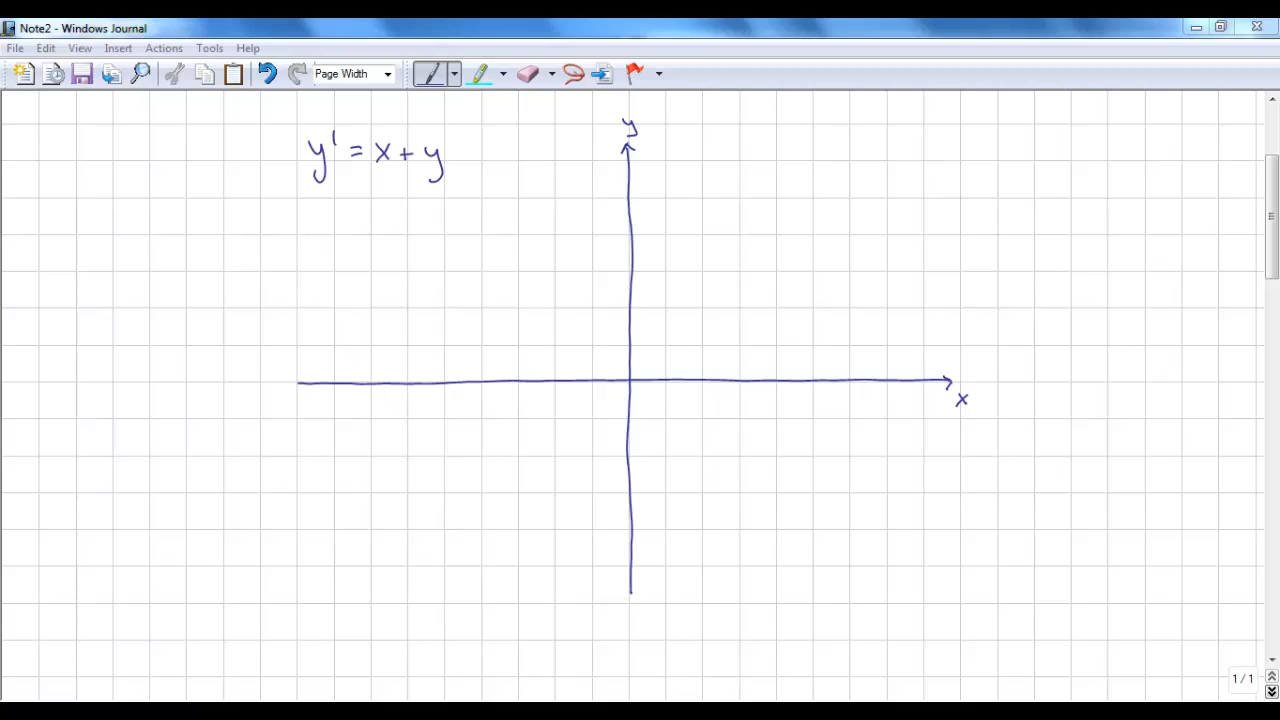 Note2 - Windows Journal
File Edit View Insert Actions Tools Help
Page Width
y' = x + y
y
x
1 / 1